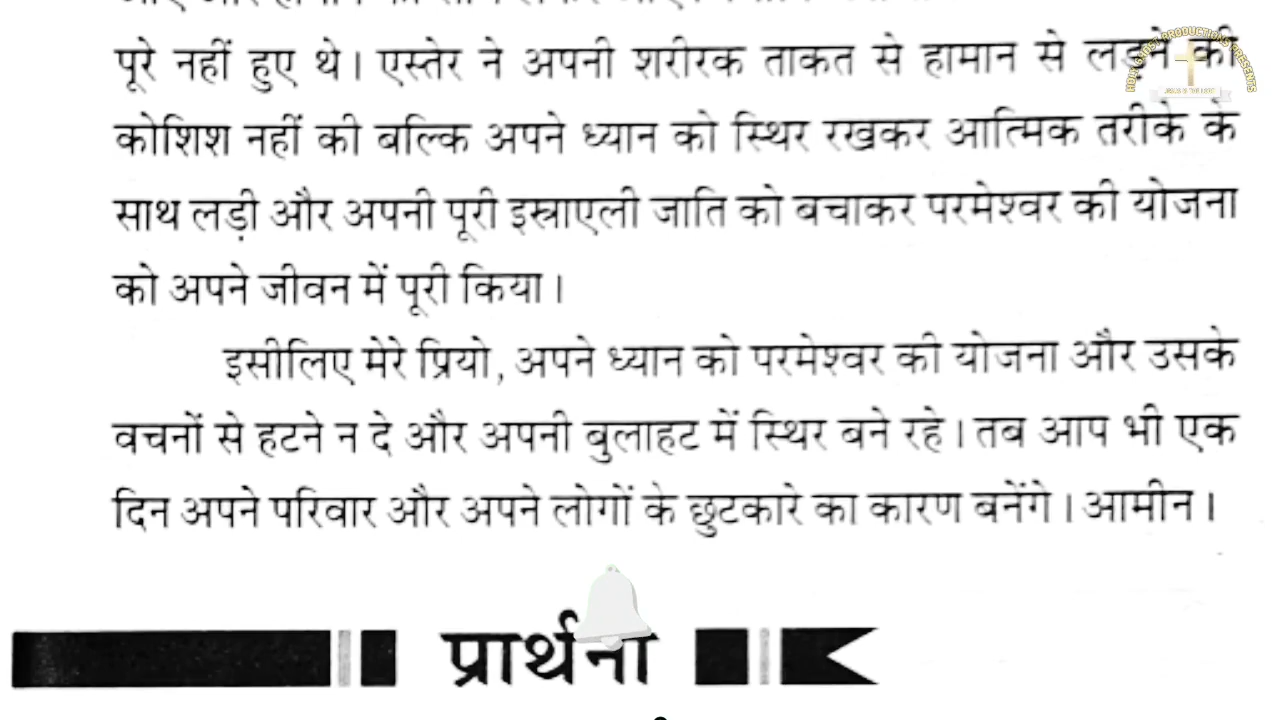 पूरे नहीं हुए थे। एस्तेर ने अपनी शरीरक ताकत से हामान से लड़ने की
कोशिश नहीं की बल्कि अपने ध्यान को स्थिर रखकर आत्मिक तरीके के
साथ लड़ी और अपनी पूरी इस्राएली जाति को बचाकर परमेश्वर की योजना
को अपने जीवन में पूरी किया।
इसीलिए मेरे प्रियो, अपने ध्यान को परमेश्वर की योजना और उसके
वचनों से हटने न दे और अपनी बुलाहट में स्थिर बने रहे। तब आप भी एक
दिन अपने परिवार और अपने लोगों के छुटकारे का कारण बनेंगे। आमीन।
प्रार्थना